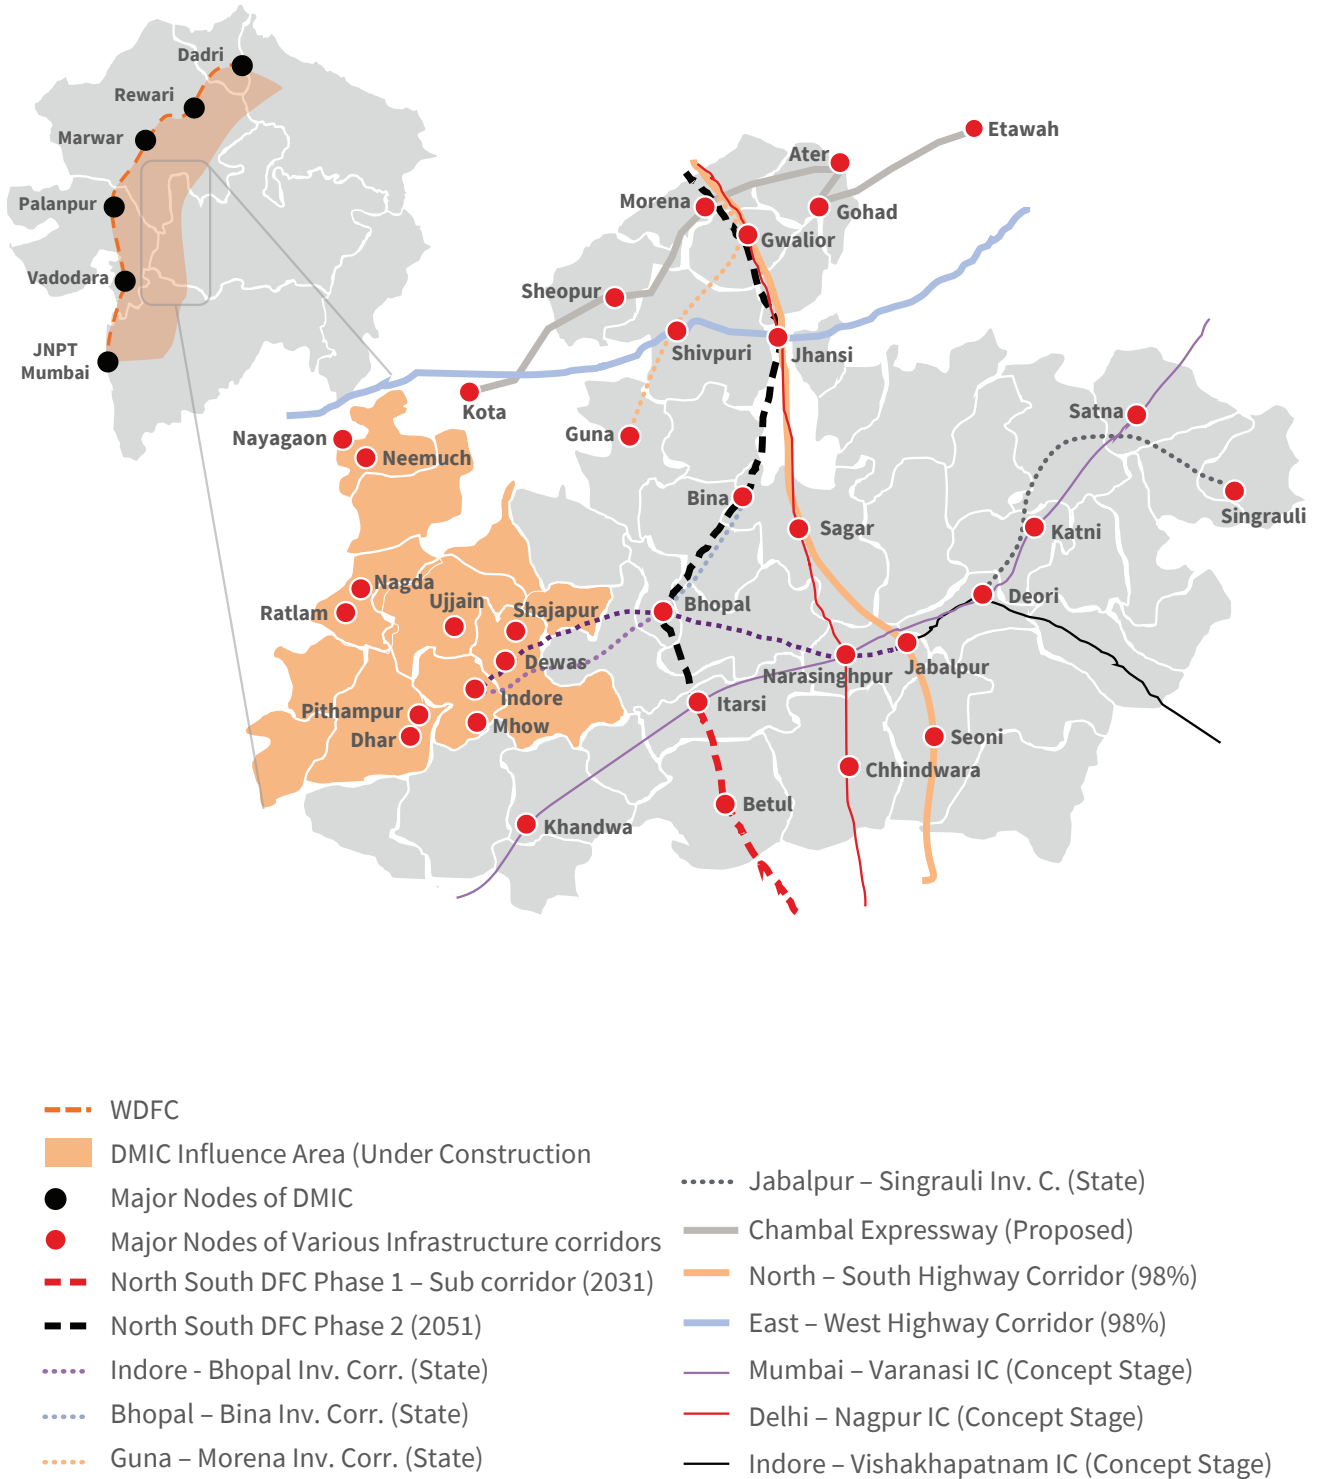 Dadri
Rewari
Marwar
Palanpur
Vadodara
JNPT
Mumbai
Etawah
Ater
Morena
Gohad
Gwalior
Sheopur
Shivpuri
Jhansi
Kota
Guna
Satna
Nayagaon
Neemuch
Bina
Sagar
Singrauli
Katni
Nagda
Ujjain
Ratlam
Shajapur
Bhopal
Deori
Dewas
Narasinghpur
Jabalpur
Indore
Itarsi
Pithampur
Mhow
Dhar
Seoni
Chhindwara
Betul
Khandwa
WDFC
DMIC Influence Area (Under Construction
Major Nodes of DMIC
Major Nodes of Various Infrastructure corridors
North South DFC Phase 1 – Sub corridor (2031)
North South DFC Phase 2 (2051)
Indore - Bhopal Inv. Corr. (State)
Bhopal – Bina Inv. Corr. (State)
Guna – Morena Inv. Corr. (State)
Jabalpur – Singrauli Inv. C. (State)
Chambal Expressway (Proposed)
North – South Highway Corridor (98%)
East – West Highway Corridor (98%)
Mumbai – Varanasi IC (Concept Stage)
Delhi – Nagpur IC (Concept Stage)
Indore – Vishakhapatnam IC (Concept Stage)